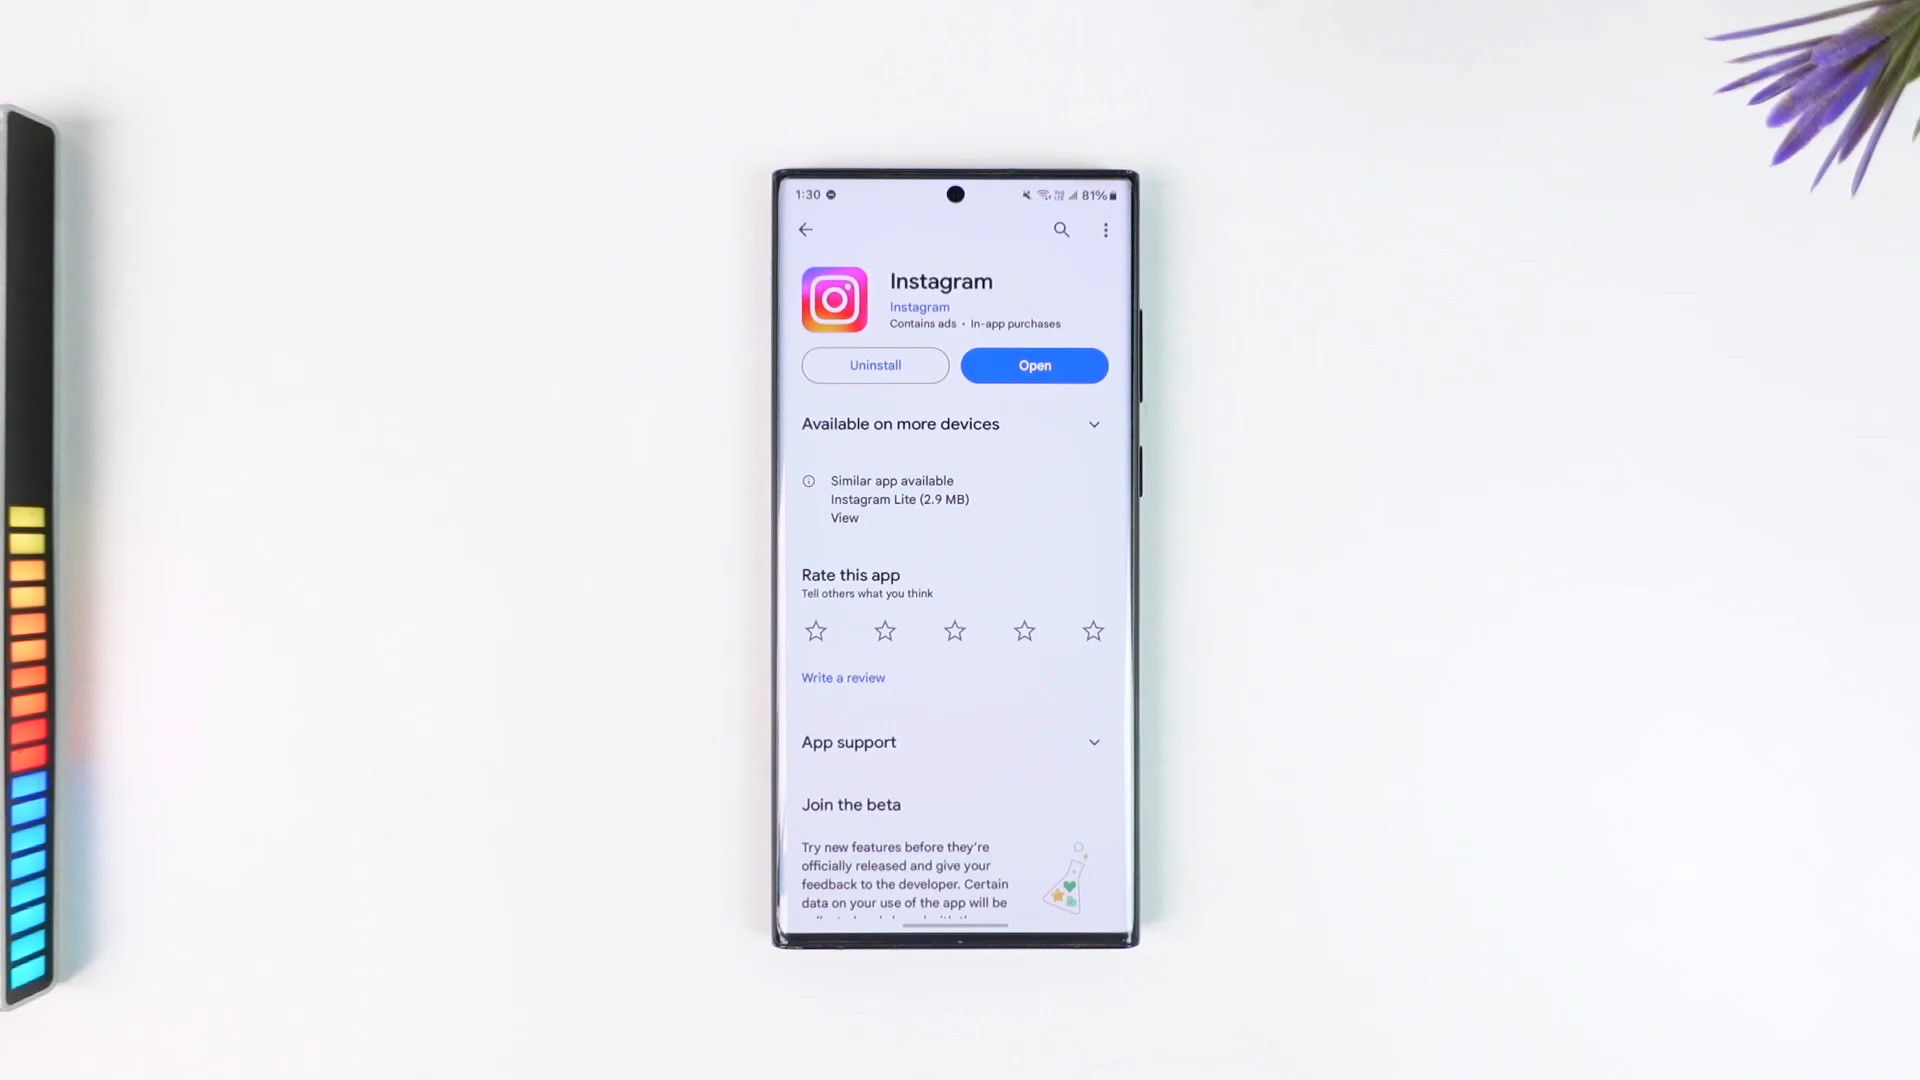 1:30
81%
Instagram
Instagram
Contains ads • In-app purchases
Uninstall
Open
Available on more devices
Similar app available
Instagram Lite (2.9 MB)
View
Rate this app
Tell others what you think
Write a review
App support
Join the beta
Try new features before they're
officially released and give your
feedback to the developer. Certain
data on your use of the app will be